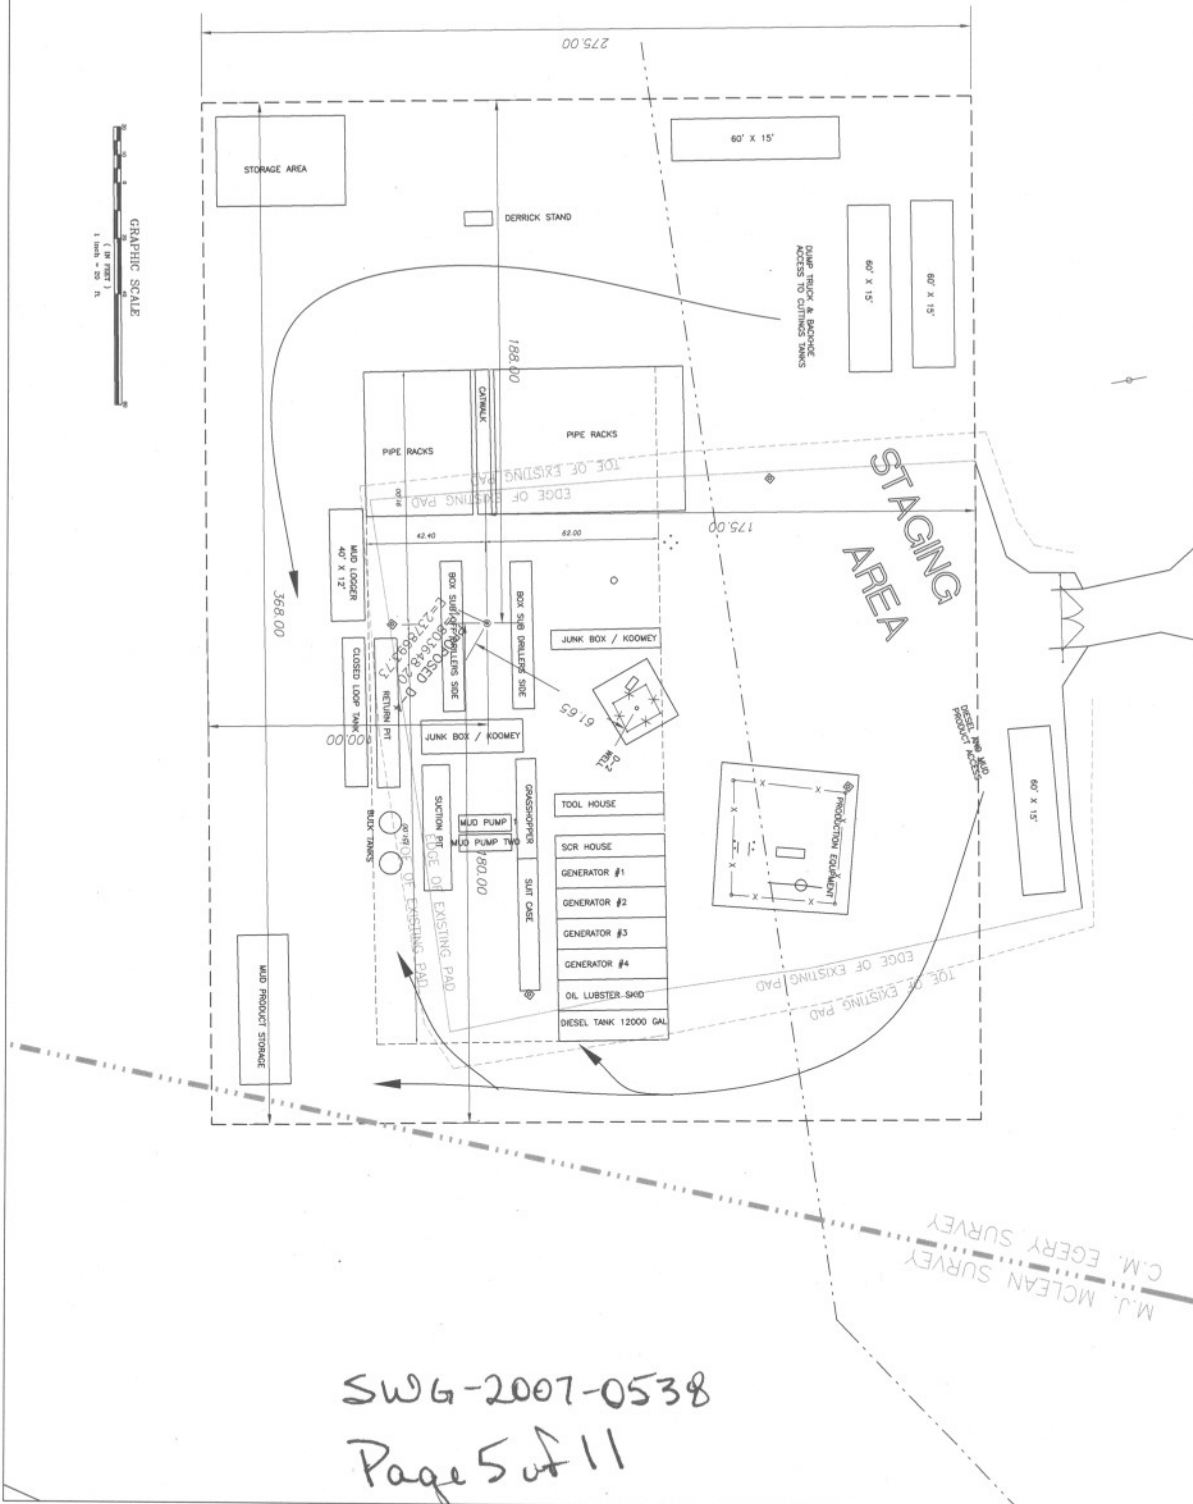 275.00
STORAGE AREA
60' X 15'
DERRICK STAND
GRAPHIC SCALE
( IN FEET )
1 inch = 20 ft.
DUMP TRUCK & BACKHOE
ACCESS TO CUTTINGS TANKS
60' X 15'
60' X 15'
188.00
CATWALK
PIPE RACKS
PIPE RACKS
TOE OF EXISTING PAD
EDGE OF EXISTING PAD
STAGING
AREA
175.00
42.40
62.00
MUD LOGGER
40' X 12'
368.00
BOX SUB OFF DRILLERS SIDE
BOX SUB DRILLERS SIDE
JUNK BOX / KOOMEY
CLOSED LOOP TANK
RETURN PIT
61.65
D-2
WELL
JUNK BOX / KOOMEY
DIESEL AND MUD
PRODUCT ACCESS
60' X 15'
SUCTION PIT
GRASSHOPPER
TOOL HOUSE
PRODUCTION EQUIPMENT
BULK TANKS
MUD PUMP
MUD PUMP TWO
SCR HOUSE
180.00
SUIT CASE
GENERATOR #1
GENERATOR #2
GENERATOR #3
GENERATOR #4
EDGE OF EXISTING PAD
TOE OF EXISTING PAD
EDGE OF EXISTING PAD
TOE OF EXISTING PAD
OIL LUBSTER SKID
DIESEL TANK 12000 GAL
MUD PRODUCT STORAGE
C.M. EGERY SURVEY
M.J. MCLEAN SURVEY
SWG-2007-0538
Page 5 of 11